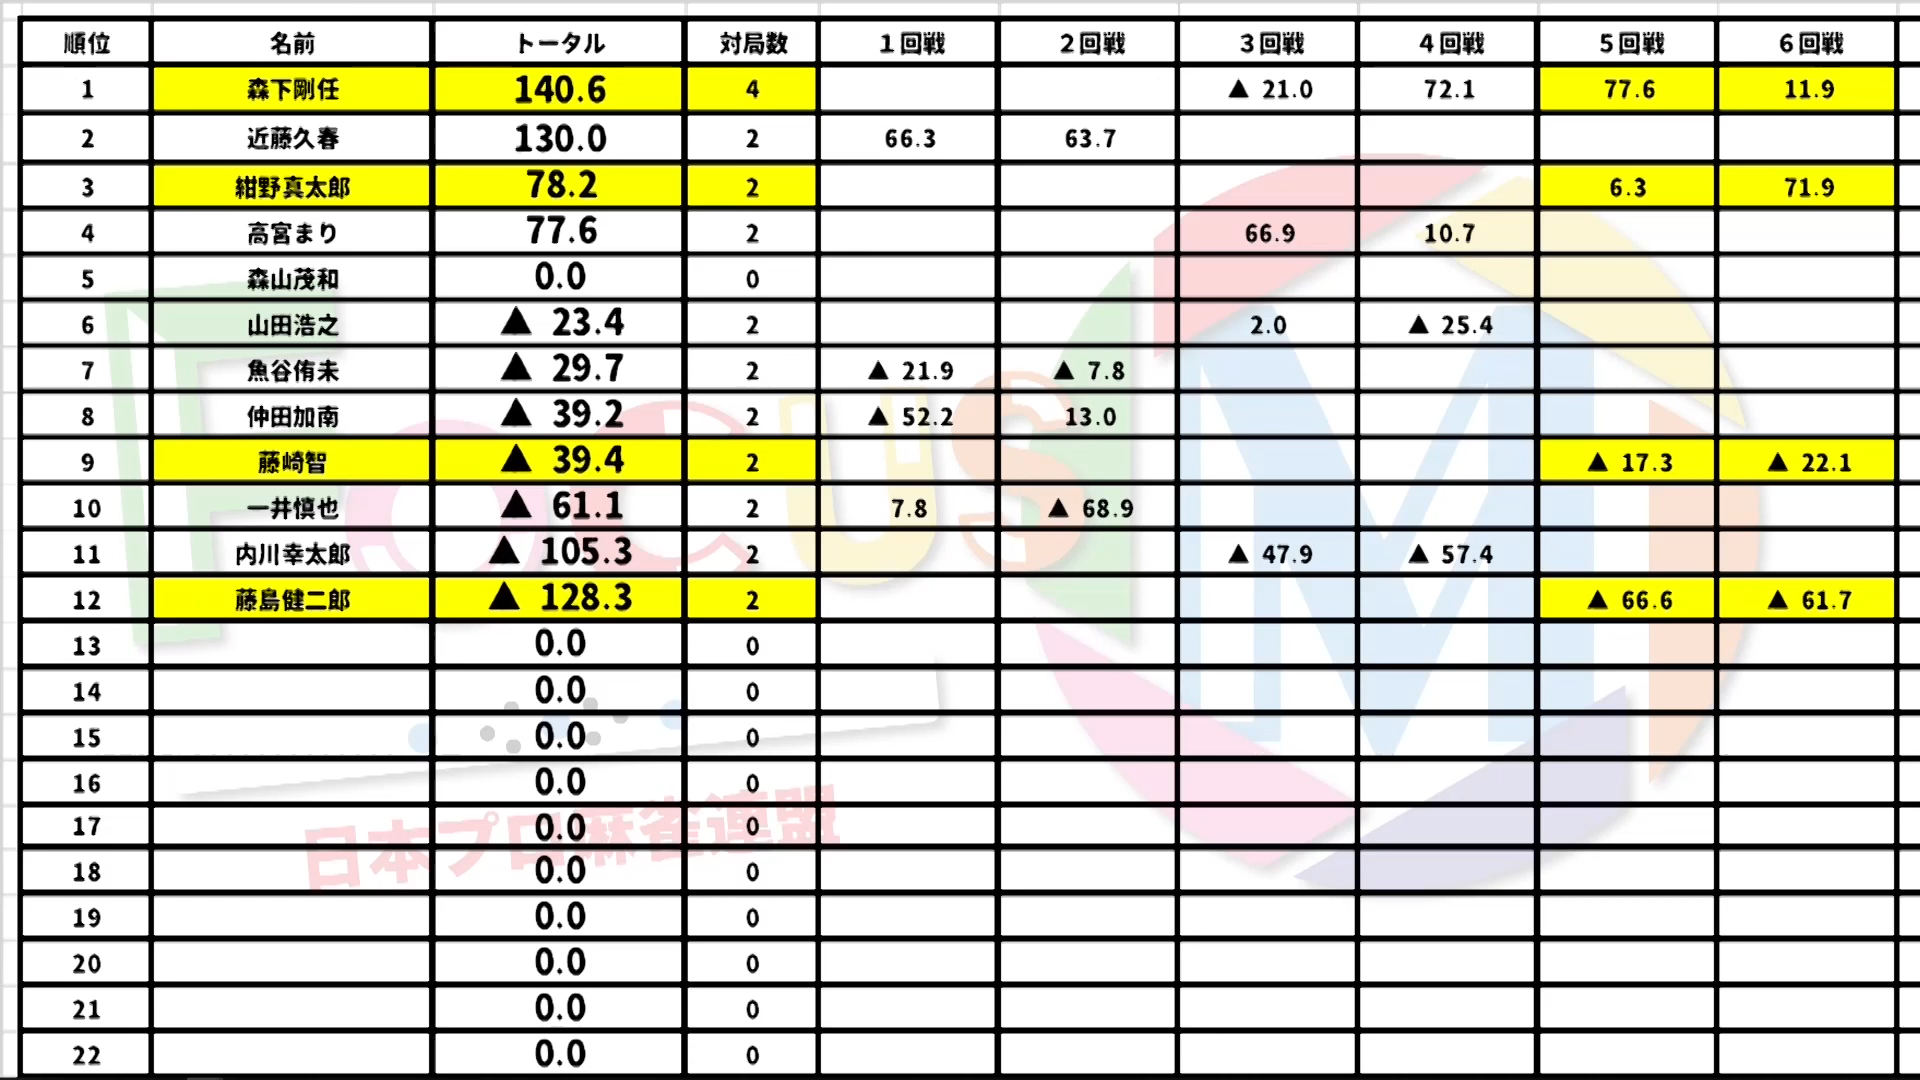 順位 名前 トータル 対局数 1回戦 2回戦 3回戦 4回戦 5回戦 6回戦
1 森下剛任 140.6 4 ▲ 21.0 72.1 77.6 11.9
2 近藤久春 130.0 2 66.3 63.7
3 紺野真太郎 78.2 2 6.3 71.9
4 高宮まり 77.6 2 66.9 10.7
5 森山茂和 0.0 0
6 山田浩之 ▲ 23.4 2 2.0 ▲ 25.4
7 魚谷侑未 ▲ 29.7 2 ▲ 21.9 ▲ 7.8
8 仲田加南 ▲ 39.2 2 ▲ 52.2 13.0
9 藤崎智 ▲ 39.4 2 ▲ 17.3 ▲ 22.1
10 一井慎也 ▲ 61.1 2 7.8 ▲ 68.9
11 内川幸太郎 ▲ 105.3 2 ▲ 47.9 ▲ 57.4
12 藤島健二郎 ▲ 128.3 2 ▲ 66.6 ▲ 61.7
13 0.0 0
14 0.0 0
15 0.0 0
16 0.0 0
17 0.0 0
18 0.0 0
19 0.0 0
20 0.0 0
21 0.0 0
22 0.0 0
FocuS M
日本プロ麻雀連盟